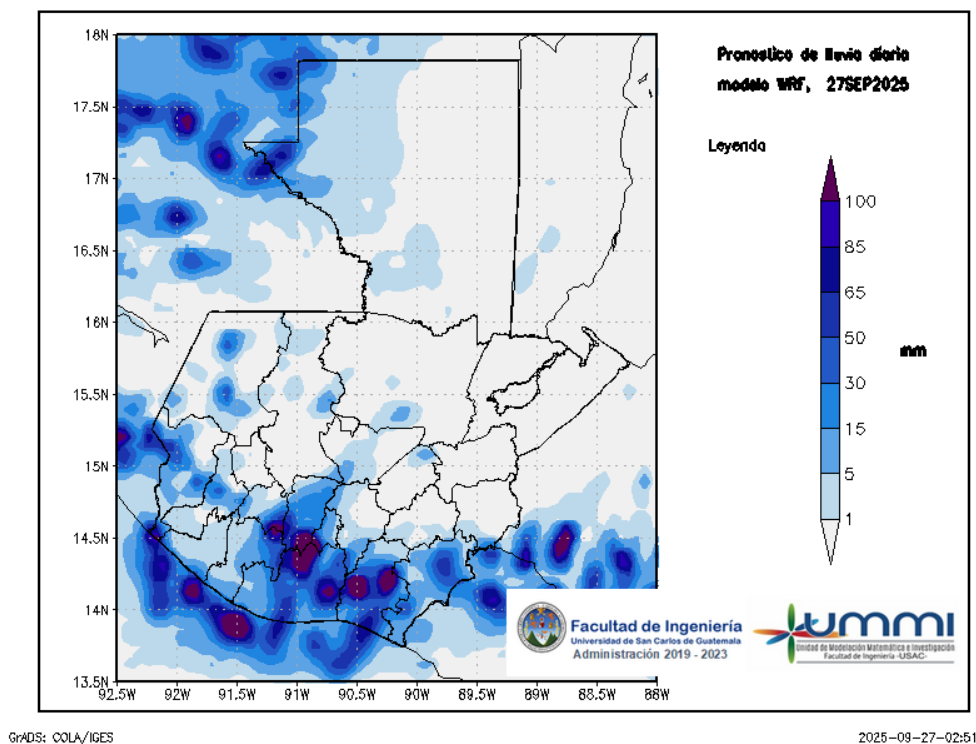 Pronostico de lluvia diaria
modelo WRF, 27SEP2025
Leyenda
100
85
65
50
30
15
5
1
mm
18N
17.5N
17N
16.5N
16N
15.5N
15N
14.5N
14N
13.5N
92.5W
92W
91.5W
91W
90.5W
90W
89.5W
89W
88.5W
88W
Facultad de Ingeniería
Universidad de San Carlos de Guatemala
Administración 2019 - 2023
UMMI
Unidad de Modelación Matemática e Investigación
Facultad de Ingeniería -USAC-
GrADS: COLA/IGES
2025-09-27-02:51